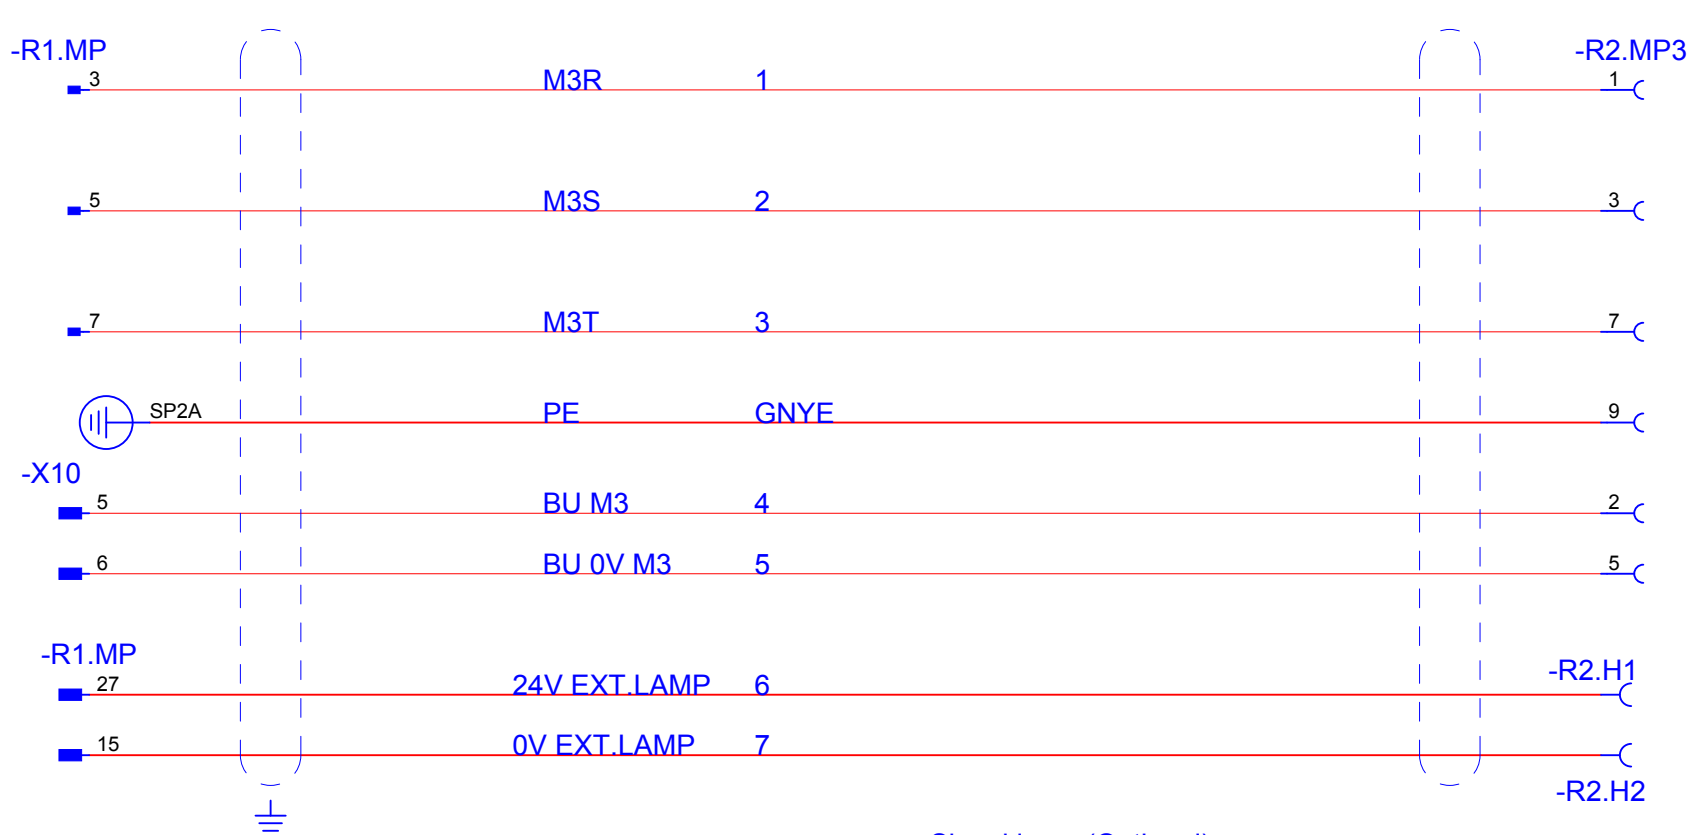 -R1.MP -R2.MP3
3 M3R 1 1
5 M3S 2 3
7 M3T 3 7
SP2A PE GNYE 9
-X10
5 BU M3 4 2
6 BU 0V M3 5 5
-R1.MP -R2.H1
27 24V EXT.LAMP 6
15 0V EXT.LAMP 7
-R2.H2